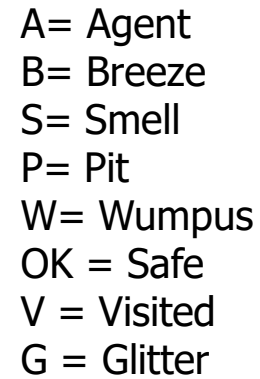 A= Agent
B= Breeze
S= Smell
P= Pit
W= Wumpus
OK = Safe
V = Visited
G = Glitter